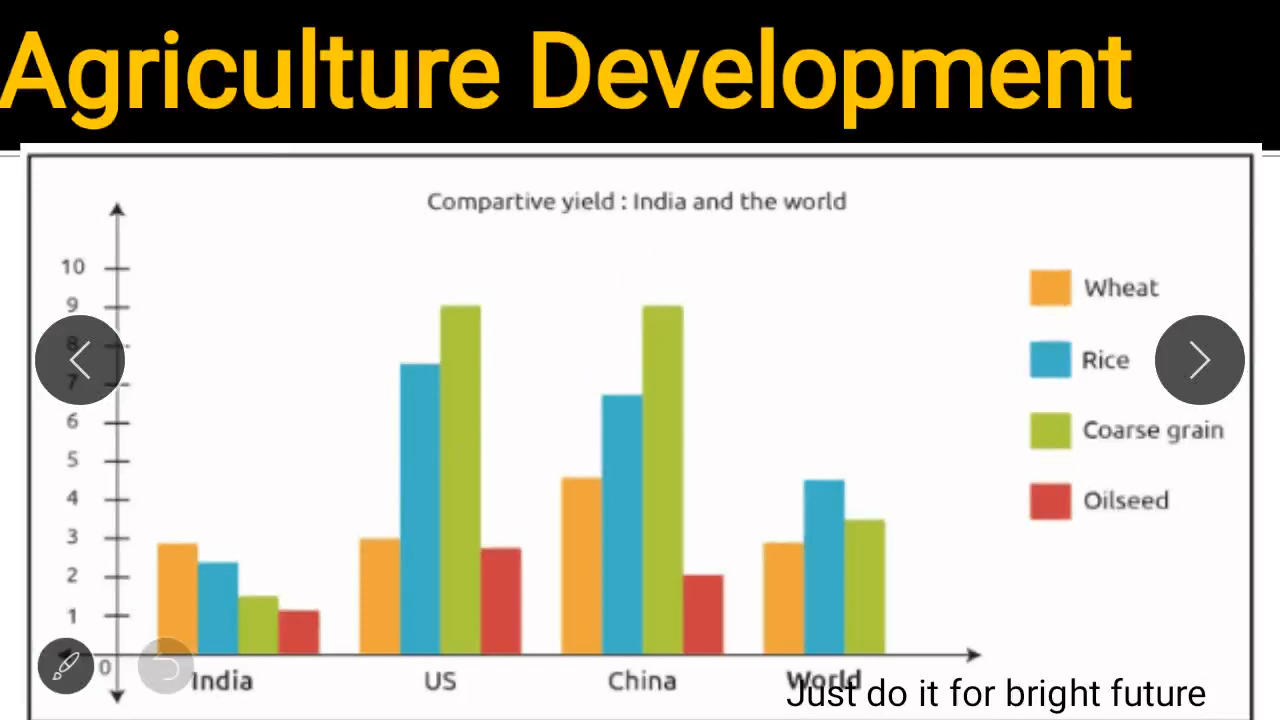 Agriculture Development
Compartive yield : India and the world
10
9
8
7
6
5
4
3
2
1
0
Wheat
Rice
Coarse grain
Oilseed
India US China World
Just do it for bright future